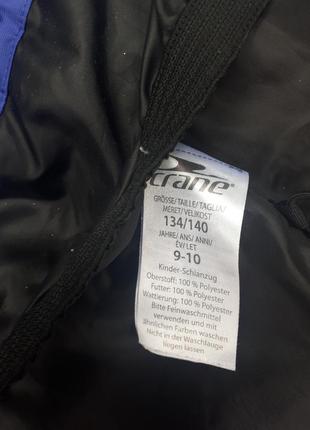 crane®
GRÖSSE/TAILLE/TAGLIA/
MÉRET/VELIKOST
134/140
JAHRE/ANS/ANNI/
ÉV/LET
9-10
Kinder-Schianzug
Oberstoff: 100 % Polyester
Futter: 100 % Polyester
Wattierung: 100 % Polyester
Bitte Feinwaschmittel
verwenden und mit
ähnlichen Farben waschen
Nicht in der Waschlauge
liegen lassen